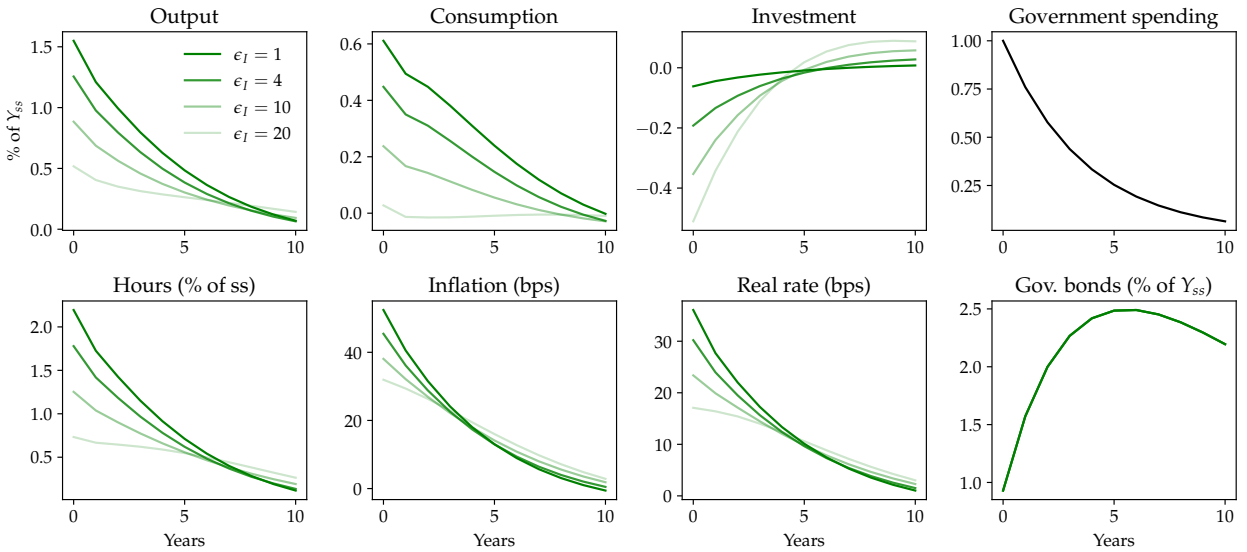 Output
Consumption
Investment
Government spending
% of Y_ss
1.5
1.0
0.5
0.0
0 5 10
ϵ_I = 1
ϵ_I = 4
ϵ_I = 10
ϵ_I = 20
0.6
0.4
0.2
0.0
0 5 10
0.0
−0.2
−0.4
0 5 10
1.00
0.75
0.50
0.25
0 5 10
Hours (% of ss)
Inflation (bps)
Real rate (bps)
Gov. bonds (% of Y_ss)
2.0
1.5
1.0
0.5
0 5 10
Years
40
20
0
0 5 10
Years
30
20
10
0
0 5 10
Years
2.5
2.0
1.5
1.0
0 5 10
Years